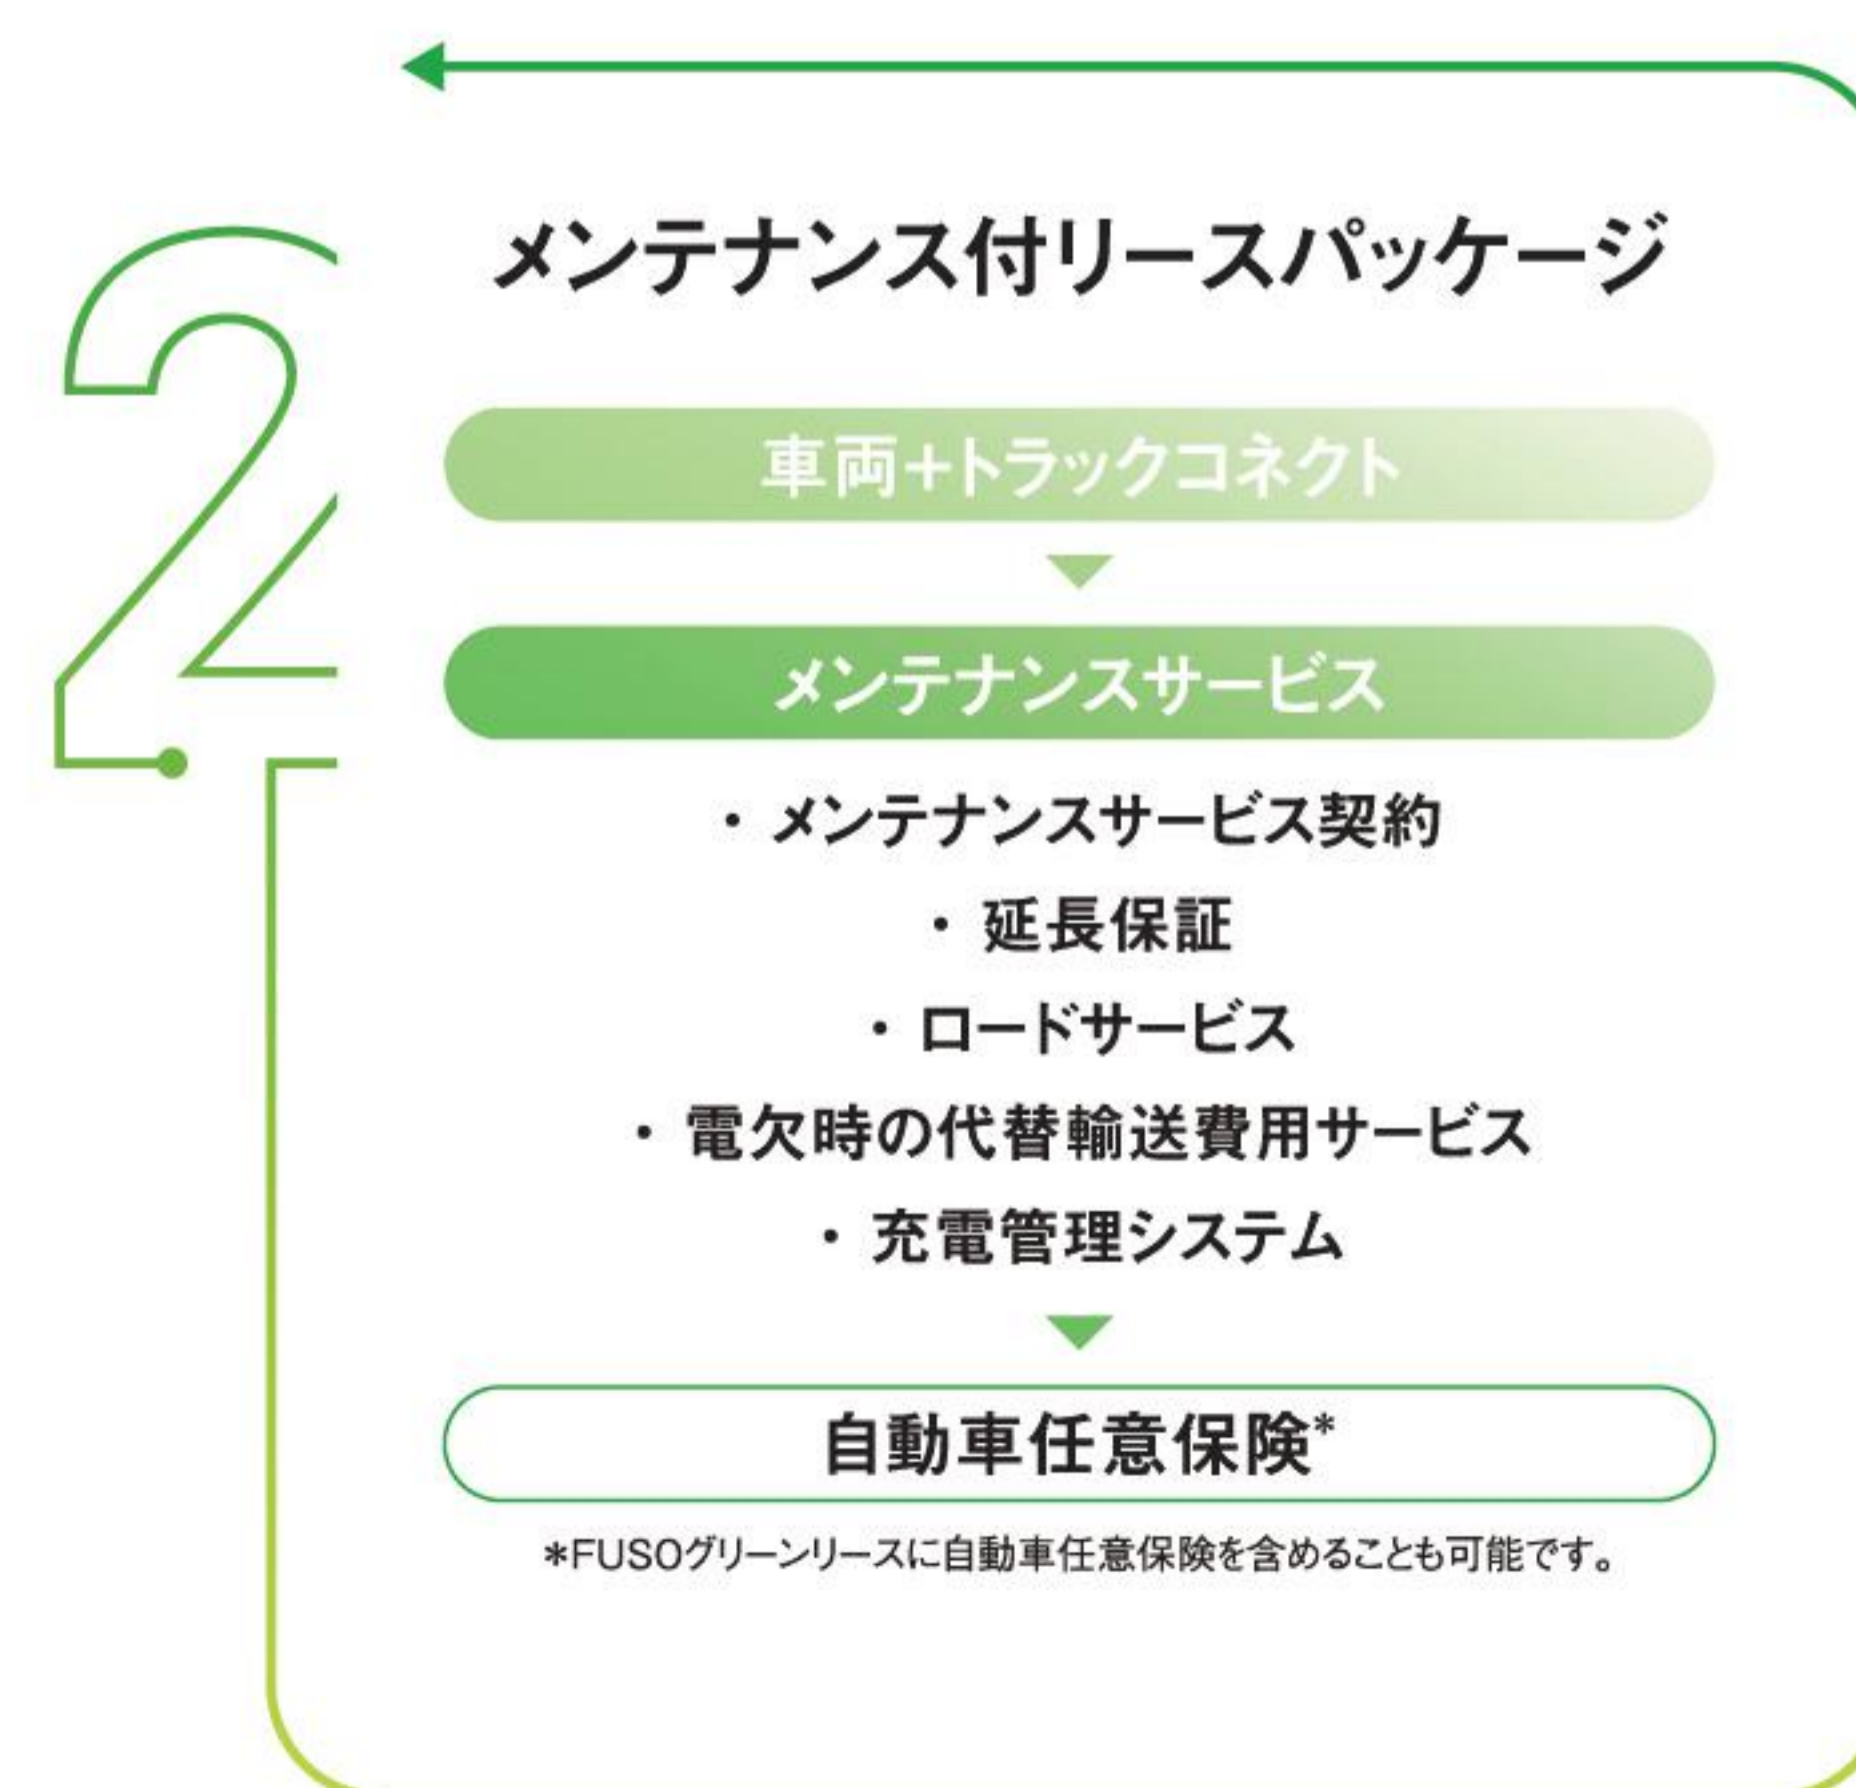 2
メンテナンス付リースパッケージ
車両+トラックコネクト
メンテナンスサービス
・ メンテナンスサービス契約
・ 延長保証
・ ロードサービス
・ 電欠時の代替輸送費用サービス
・ 充電管理システム
自動車任意保険*
*FUSOグリーンリースに自動車任意保険を含めることも可能です。